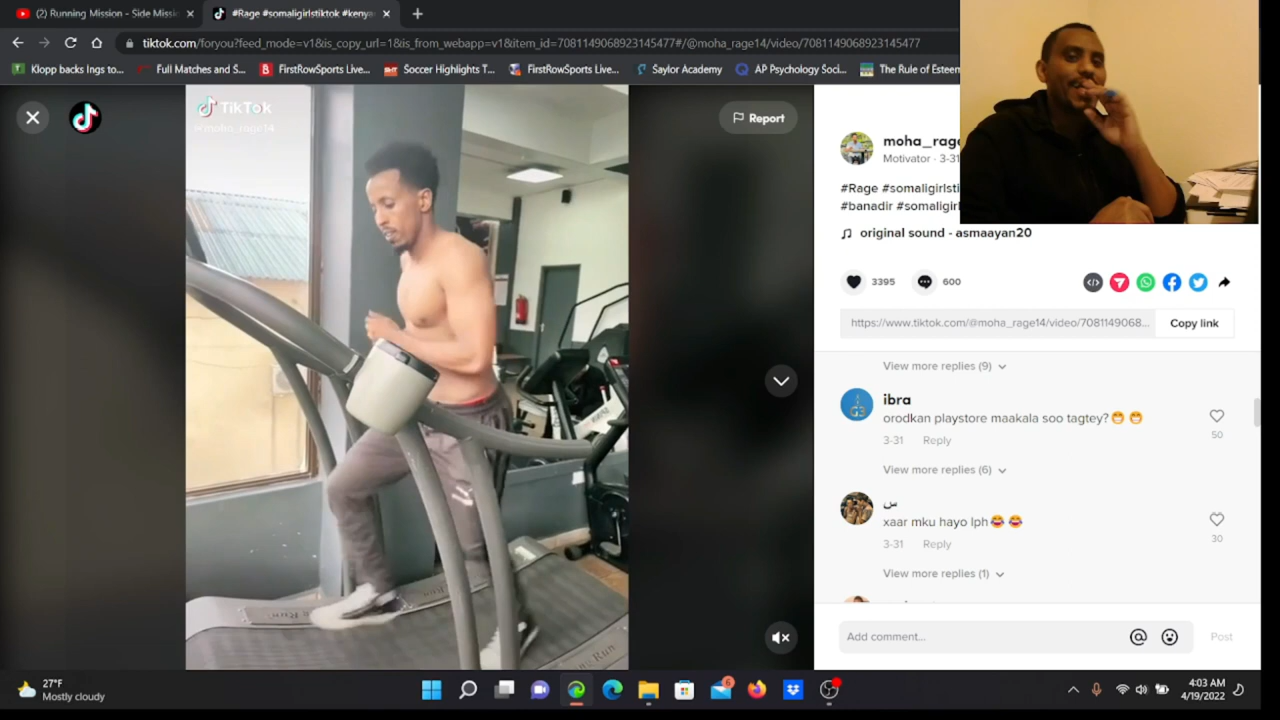 (2) Running Mission - Side Missi
#Rage #somaligirlstiktok #keny
tiktok.com/foryou?feed_mode=v1&is_copy_url=1&is_from_webapp=v1&item_id=7081149068923145477#/@moha_rage14/video/7081149068923145477
Klopp backs Ings to...
Full Matches and S...
FirstRowSports Live...
Soccer Highlights T...
FirstRowSports Live...
Saylor Academy
AP Psychology Soci...
The Rule of Esteem
TikTok
@moha_rage14
Report
moha_rage
Motivator · 3-31
#Rage #somaligirlsti
#banadir #somaligirl
original sound - asmaayan20
3395
600
https://www.tiktok.com/@moha_rage14/video/7081149068...
Copy link
View more replies (9)
ibra
orodkan playstore maakala soo tagtey?😁 😁
50
3-31 Reply
View more replies (6)
س
xaar mku hayo lph😂 😂
30
3-31 Reply
View more replies (1)
Add comment...
Post
27°F
Mostly cloudy
6
4:03 AM
4/19/2022